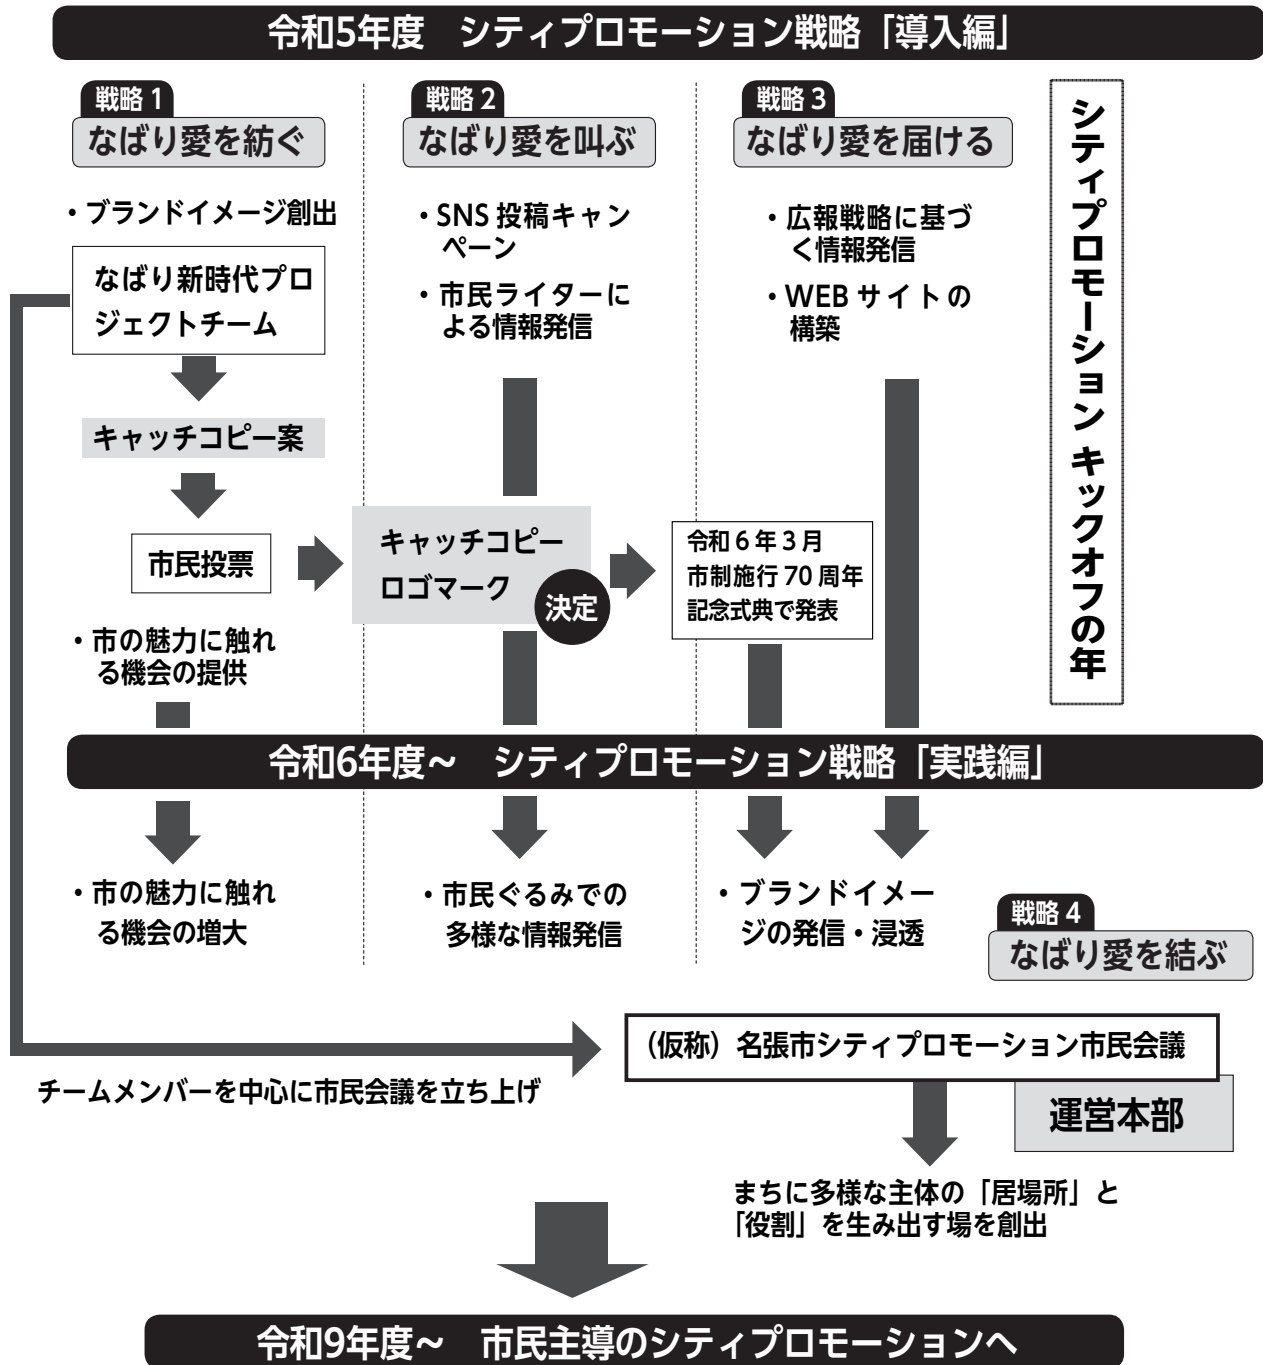 令和5年度　シティプロモーション戦略「導入編」
戦略 1
なばり愛を紡ぐ
・ブランドイメージ創出
なばり新時代プロ
ジェクトチーム
キャッチコピー案
市民投票
・市の魅力に触れ
る機会の提供
戦略 2
なばり愛を叫ぶ
・SNS 投稿キャン
ペーン
・市民ライターに
よる情報発信
キャッチコピー
ロゴマーク
決定
戦略 3
なばり愛を届ける
・広報戦略に基づ
く情報発信
・WEB サイトの
構築
令和 6 年 3 月
市制施行 70 周年
記念式典で発表
シティプロモーション キックオフの年
令和6年度～　シティプロモーション戦略「実践編」
・市の魅力に触れ
る機会の増大
・市民ぐるみでの
多様な情報発信
・ブランドイメー
ジの発信・浸透
戦略 4
なばり愛を結ぶ
（仮称）名張市シティプロモーション市民会議
チームメンバーを中心に市民会議を立ち上げ
運営本部
まちに多様な主体の「居場所」と
「役割」を生み出す場を創出
令和9年度～　市民主導のシティプロモーションへ